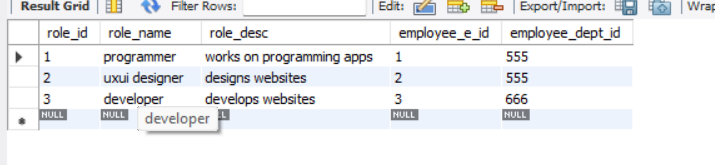 Result Grid Filter Rows: Edit: Export/Import: Wrap
role_id role_name role_desc employee_e_id employee_dept_id
1 programmer works on programming apps 1 555
2 uxui designer designs websites 2 555
3 developer develops websites 3 666
NULL NULL NULL NULL NULL
developer